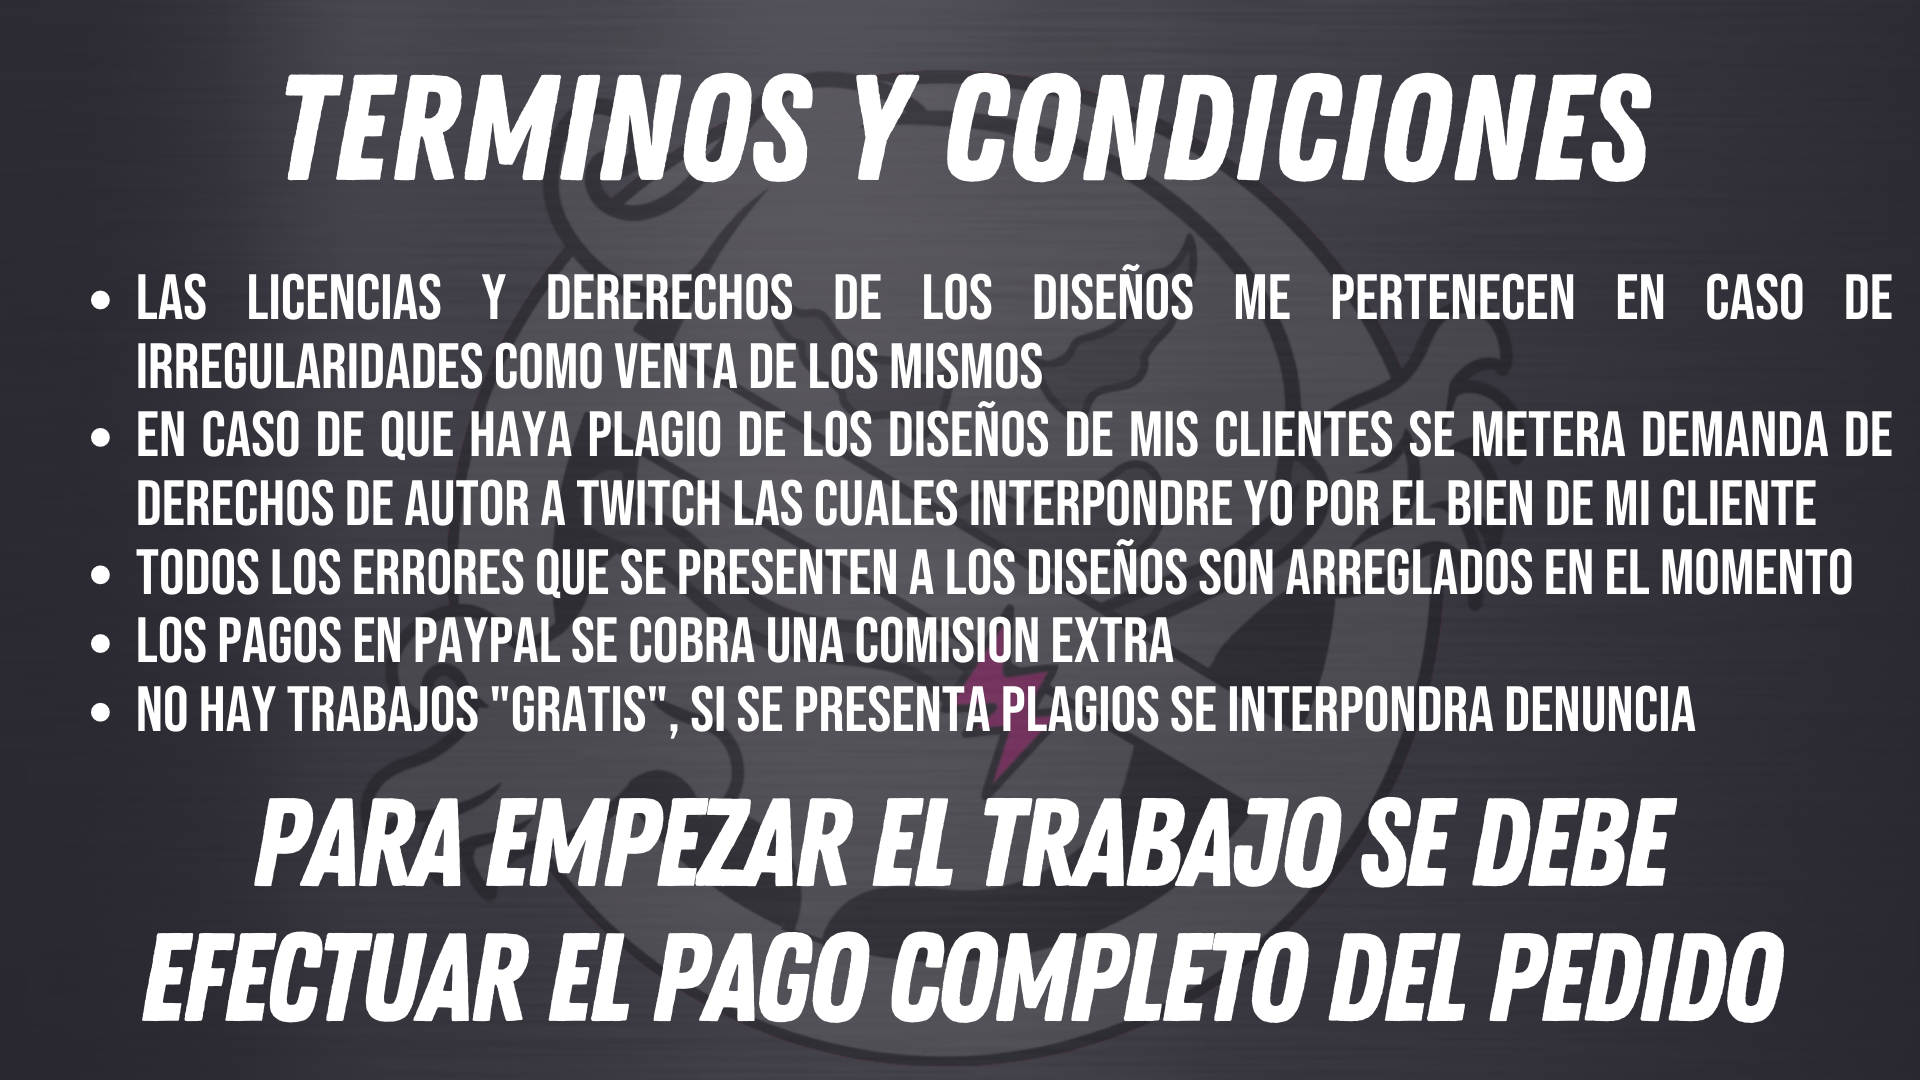 TERMINOS Y CONDICIONES
• LAS LICENCIAS Y DERERECHOS DE LOS DISEÑOS ME PERTENECEN EN CASO DE
IRREGULARIDADES COMO VENTA DE LOS MISMOS
• EN CASO DE QUE HAYA PLAGIO DE LOS DISEÑOS DE MIS CLIENTES SE METERA DEMANDA DE
DERECHOS DE AUTOR A TWITCH LAS CUALES INTERPONDRE YO POR EL BIEN DE MI CLIENTE
• TODOS LOS ERRORES QUE SE PRESENTEN A LOS DISEÑOS SON ARREGLADOS EN EL MOMENTO
• LOS PAGOS EN PAYPAL SE COBRA UNA COMISION EXTRA
• NO HAY TRABAJOS "GRATIS", SI SE PRESENTA PLAGIOS SE INTERPONDRA DENUNCIA
PARA EMPEZAR EL TRABAJO SE DEBE
EFECTUAR EL PAGO COMPLETO DEL PEDIDO